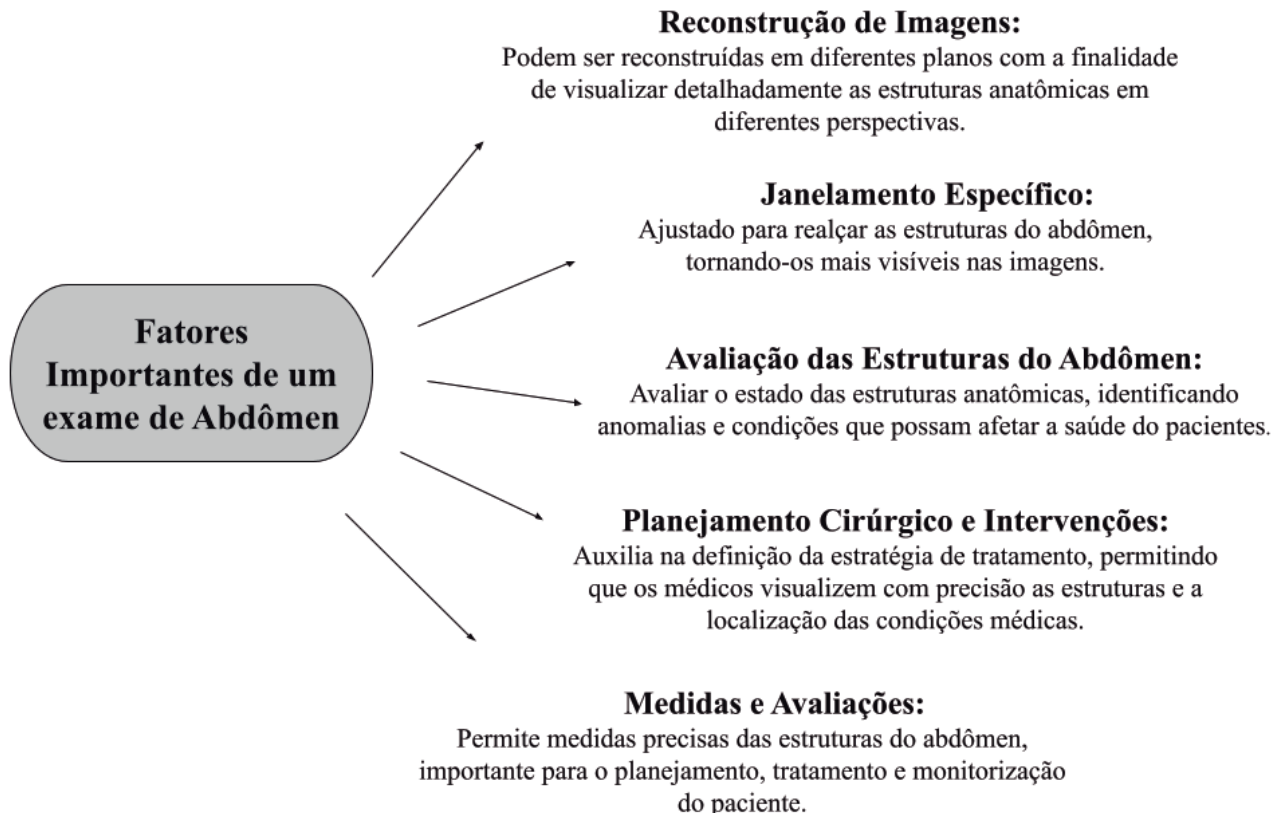 Reconstrução de Imagens:
Podem ser reconstruídas em diferentes planos com a finalidade
de visualizar detalhadamente as estruturas anatômicas em
diferentes perspectivas.
Janelamento Específico:
Ajustado para realçar as estruturas do abdômen,
tornando-os mais visíveis nas imagens.
Fatores
Importantes de um
exame de Abdômen
Avaliação das Estruturas do Abdômen:
Avaliar o estado das estruturas anatômicas, identificando
anomalias e condições que possam afetar a saúde do pacientes.
Planejamento Cirúrgico e Intervenções:
Auxilia na definição da estratégia de tratamento, permitindo
que os médicos visualizem com precisão as estruturas e a
localização das condições médicas.
Medidas e Avaliações:
Permite medidas precisas das estruturas do abdômen,
importante para o planejamento, tratamento e monitorização
do paciente.